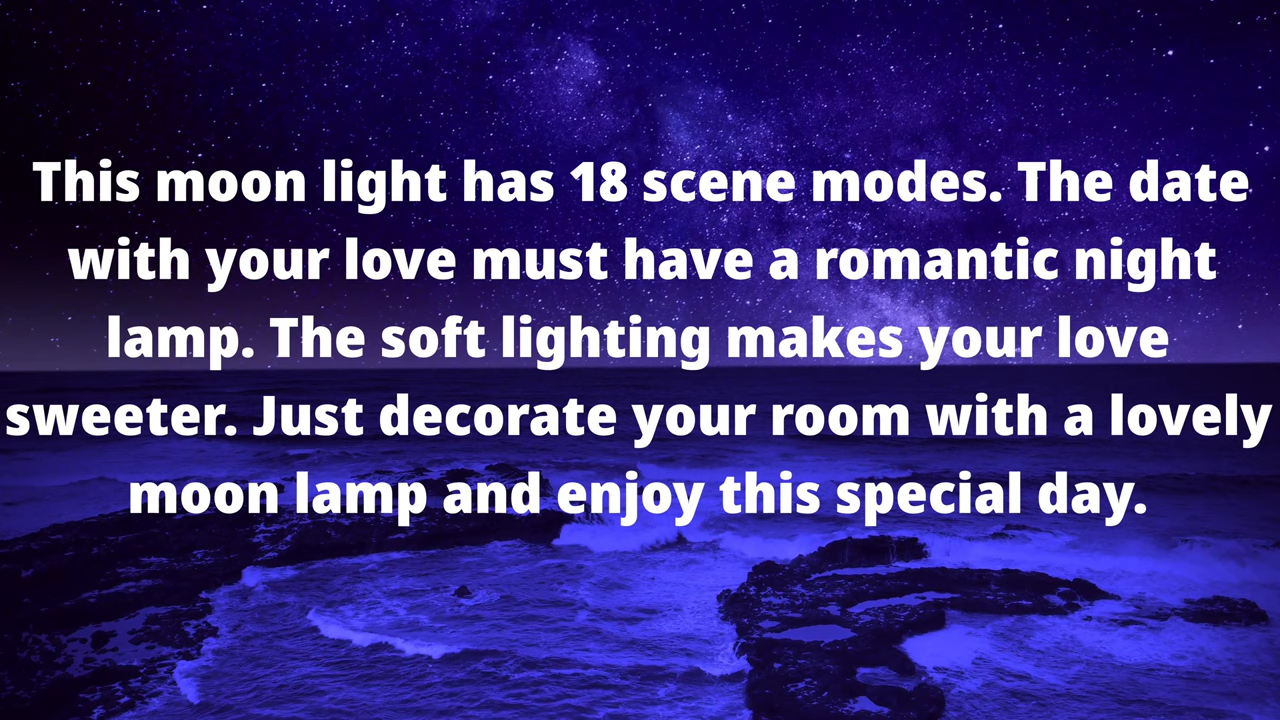 This moon light has 18 scene modes. The date
with your love must have a romantic night
lamp. The soft lighting makes your love
sweeter. Just decorate your room with a lovely
moon lamp and enjoy this special day.